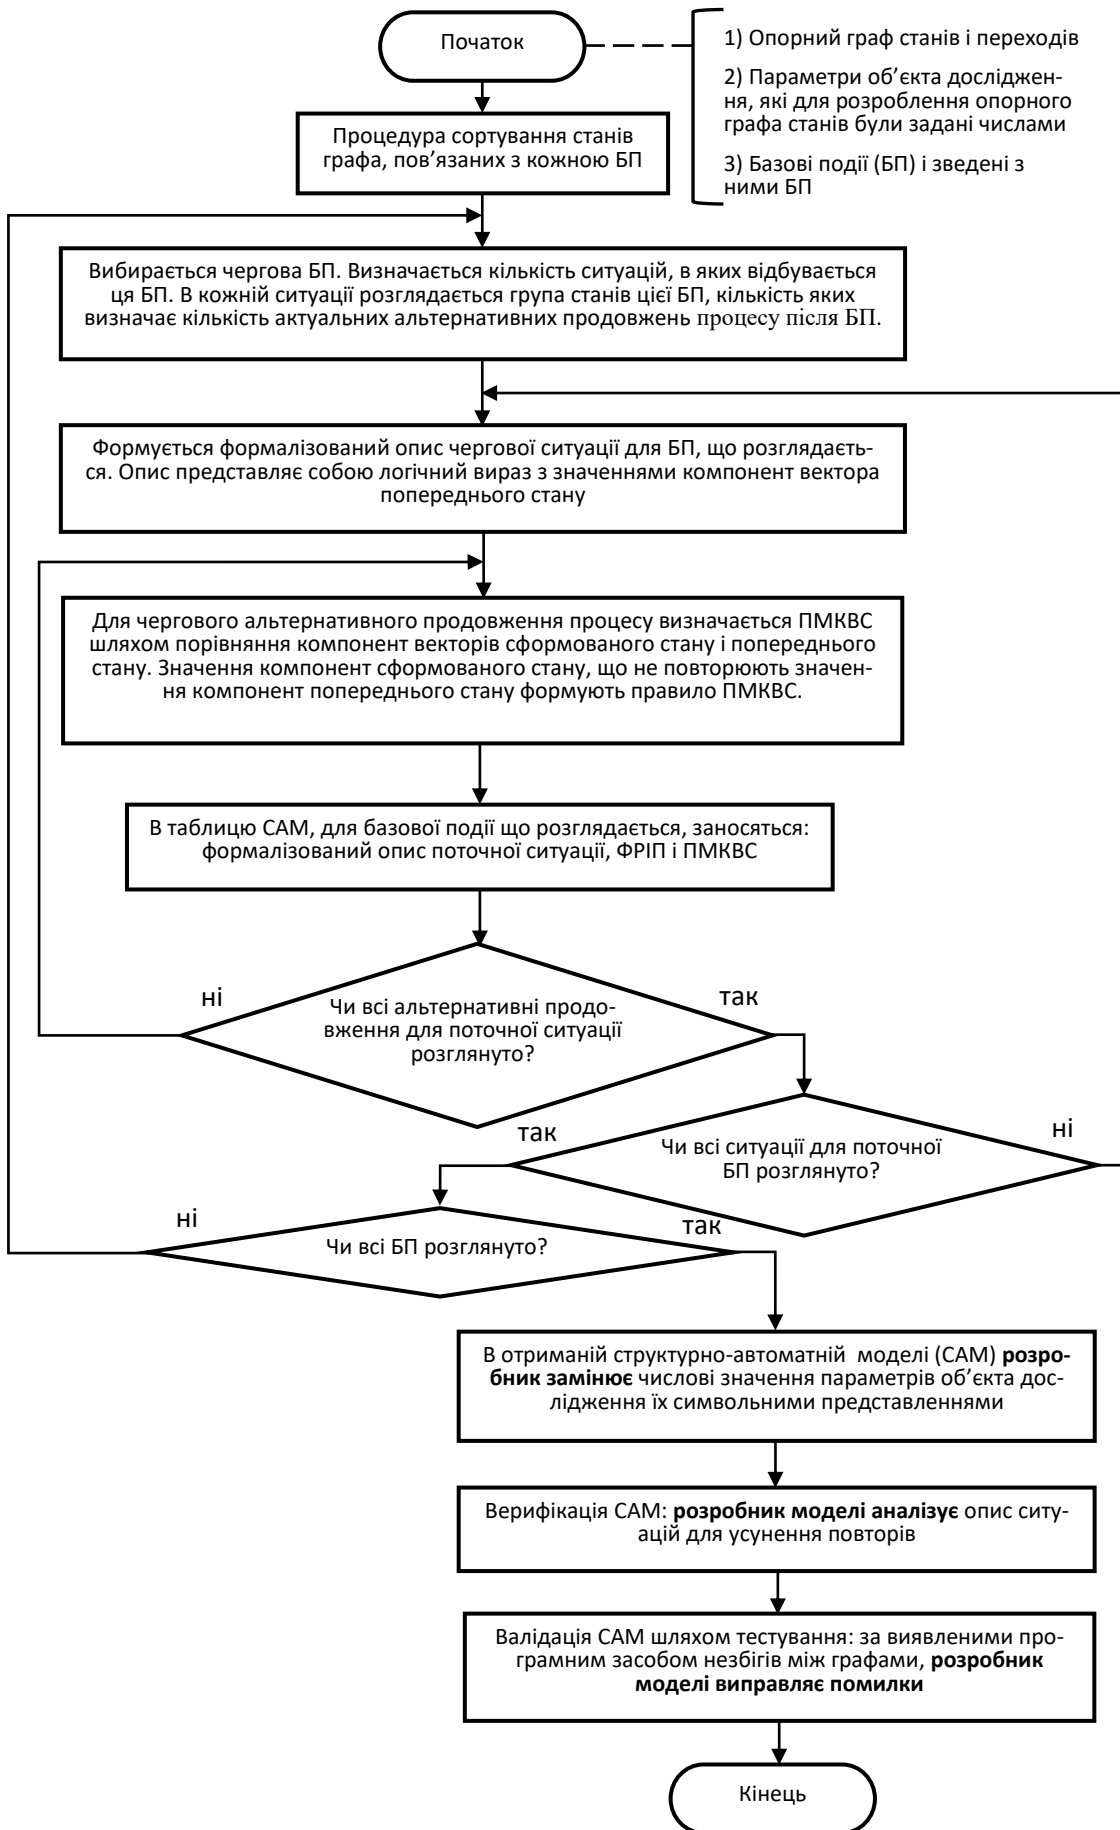 Початок
1) Опорний граф станів і переходів
2) Параметри об’єкта дослідження-
ня, які для розроблення опорного
графа станів були задані числами
3) Базові події (БП) і зведені з
ними БП
Процедура сортування станів
графа, пов’язаних з кожною БП
Вибирається чергова БП. Визначається кількість ситуацій, в яких відбувається
ця БП. В кожній ситуації розглядається група станів цієї БП, кількість яких
визначає кількість актуальних альтернативних продовжень процесу після БП.
Формується формалізований опис чергової ситуації для БП, що розглядаєть-
ся. Опис представляє собою логічний вираз з значеннями компонент вектора
попереднього стану
Для чергового альтернативного продовження процесу визначається ПМКВС
шляхом порівняння компонент векторів сформованого стану і попереднього
стану. Значення компонент сформованого стану, що не повторюють значен-
ня компонент попереднього стану формують правило ПМКВС.
В таблицю САМ, для базової події що розглядається, заносяться:
формалізований опис поточної ситуації, ФРІП і ПМКВС
ні
так
Чи всі альтернативні продо-
вження для поточної ситуації
розглянуто?
так
ні
Чи всі ситуації для поточної
БП розглянуто?
ні
так
Чи всі БП розглянуто?
В отриманій структурно-автоматній модели (САМ) розро-
бник замінює числові значення параметрів об’єкта дос-
лідження їх символьними представленнями
Верифікація САМ: розробник моделі аналізує опис ситу-
ацій для усунення повторів
Валідація САМ шляхом тестування: за виявленими про-
грамним засобом незбігів між графами, розробник
моделі виправляє помилки
Кінець